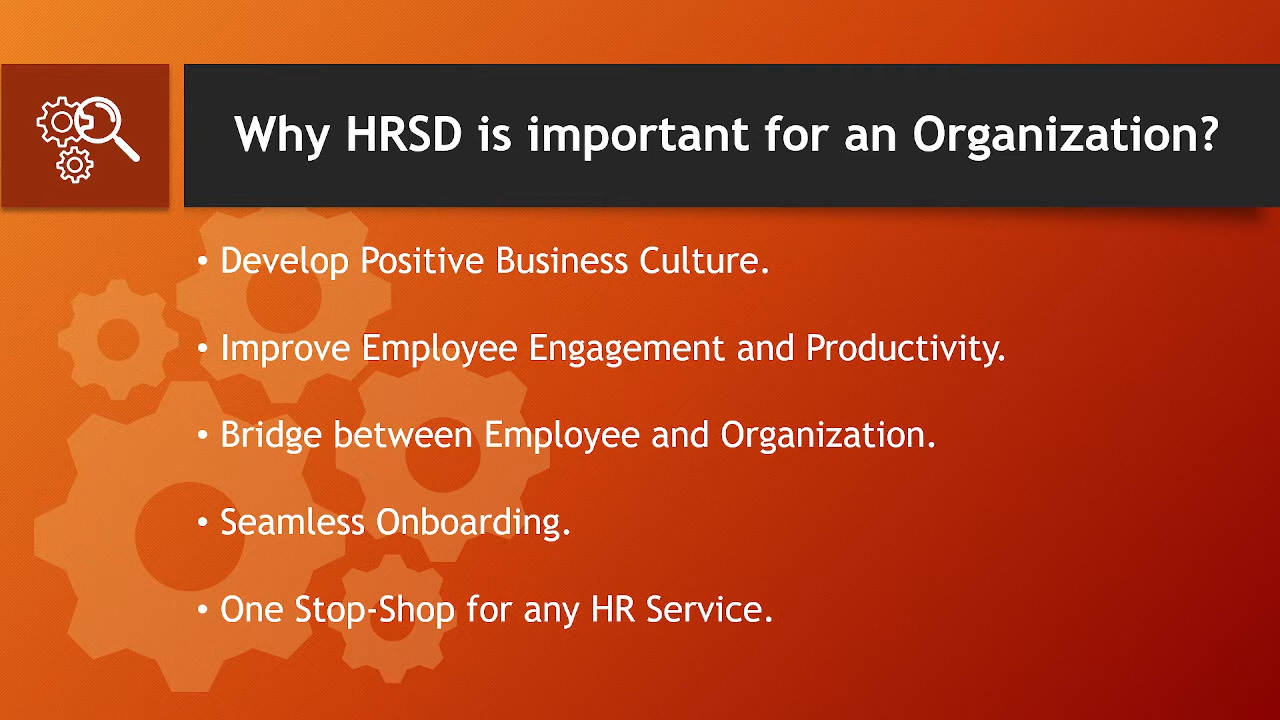 Why HRSD is important for an Organization?
• Develop Positive Business Culture.
• Improve Employee Engagement and Productivity.
• Bridge between Employee and Organization.
• Seamless Onboarding.
• One Stop-Shop for any HR Service.